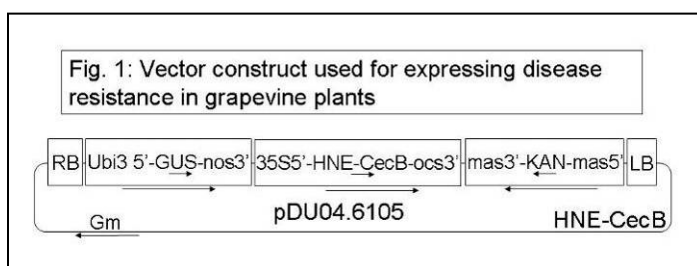 Fig. 1: Vector construct used for expressing disease
resistance in grapevine plants
RB Ubi3 5'-GUS-nos3' 35S5'-HNE-CecB-ocs3' mas3'-KAN-mas5' LB
pDU04.6105 HNE-CecB
Gm